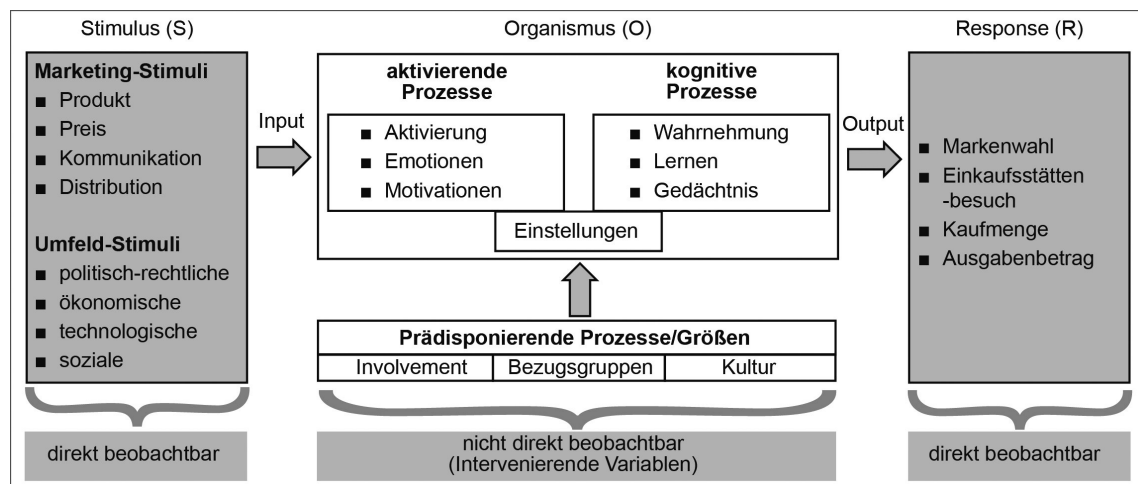 Stimulus (S)
Organismus (O)
Response (R)
Marketing-Stimuli
Produkt
Preis
Kommunikation
Distribution
Umfeld-Stimuli
politisch-rechtliche
ökonomische
technologische
soziale
Input
aktivierende
Prozesse
Aktivierung
Emotionen
Motivationen
kognitive
Prozesse
Wahrnehmung
Lernen
Gedächtnis
Einstellungen
Prädisponierende Prozesse/Größen
Involvement
Bezugsgruppen
Kultur
Output
Markenwahl
Einkaufsstätten
-besuch
Kaufmenge
Ausgabenbetrag
direkt beobachtbar
nicht direkt beobachtbar
(Intervenierende Variablen)
direkt beobachtbar